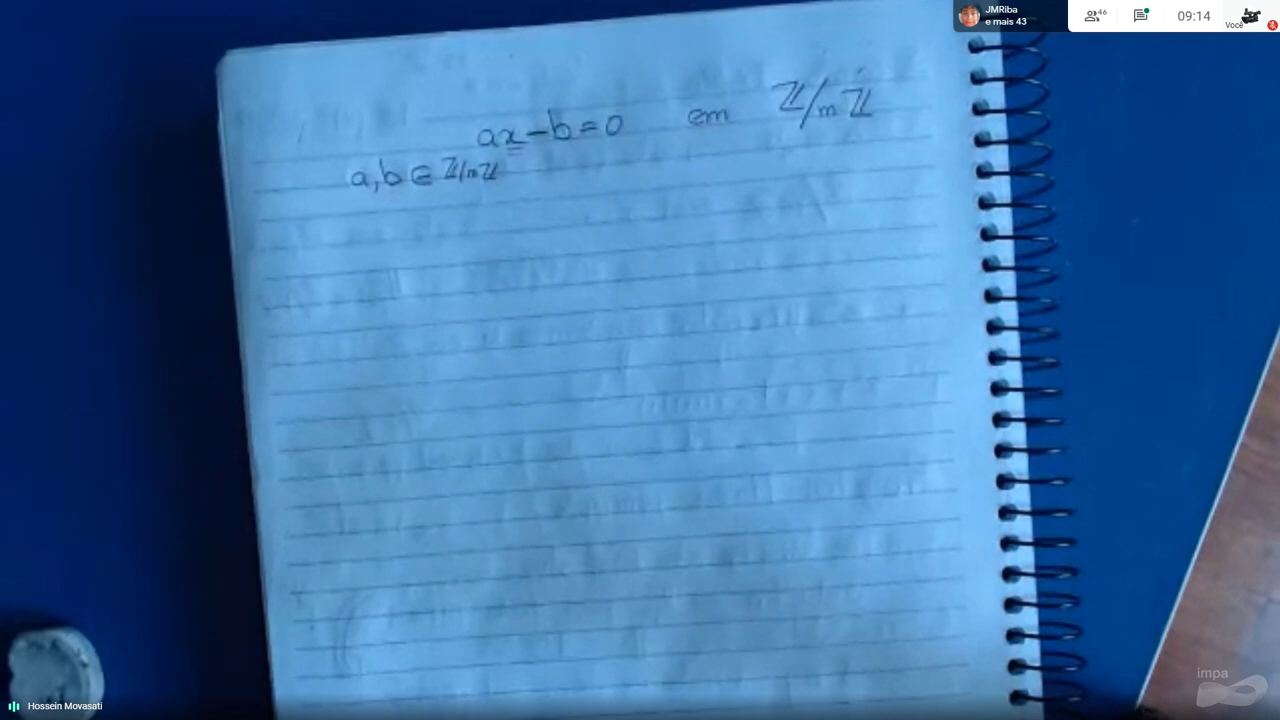 JMRiba
e mais 43
46
09:14
Você
ax-b=0 em ℤ/mℤ
a,b ∈ ℤ/mℤ
impa
Hossein Movasati